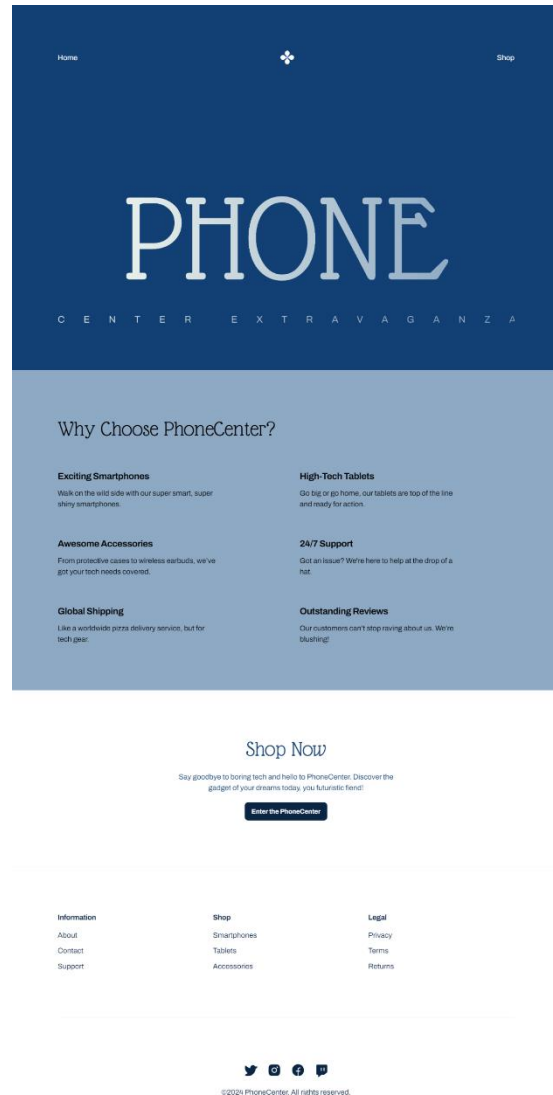 Home
Shop
PHONE
CENTER EXTRAVAGANZA
Why Choose PhoneCenter?
Exciting Smartphones
Walk on the wild side with our super smart, super
shiny smartphones.
High-Tech Tablets
Go big or go home, our tablets are top of the line
and ready for action.
Awesome Accessories
From protective cases to wireless earbuds, we've
got your tech needs covered.
24/7 Support
Got an issue? We're here to help at the drop of a
hat.
Global Shipping
Like a worldwide pizza delivery service, but for
tech gear.
Outstanding Reviews
Our customers can't stop raving about us. We're
blushing!
Shop Now
Say goodbye to boring tech and hello to PhoneCenter. Discover the
gadget of your dreams today, you futuristic fiend!
Enter the PhoneCenter
Information
About
Contact
Support
Shop
Smartphones
Tablets
Accessories
Legal
Privacy
Terms
Returns
©2024 PhoneCenter. All rights reserved.